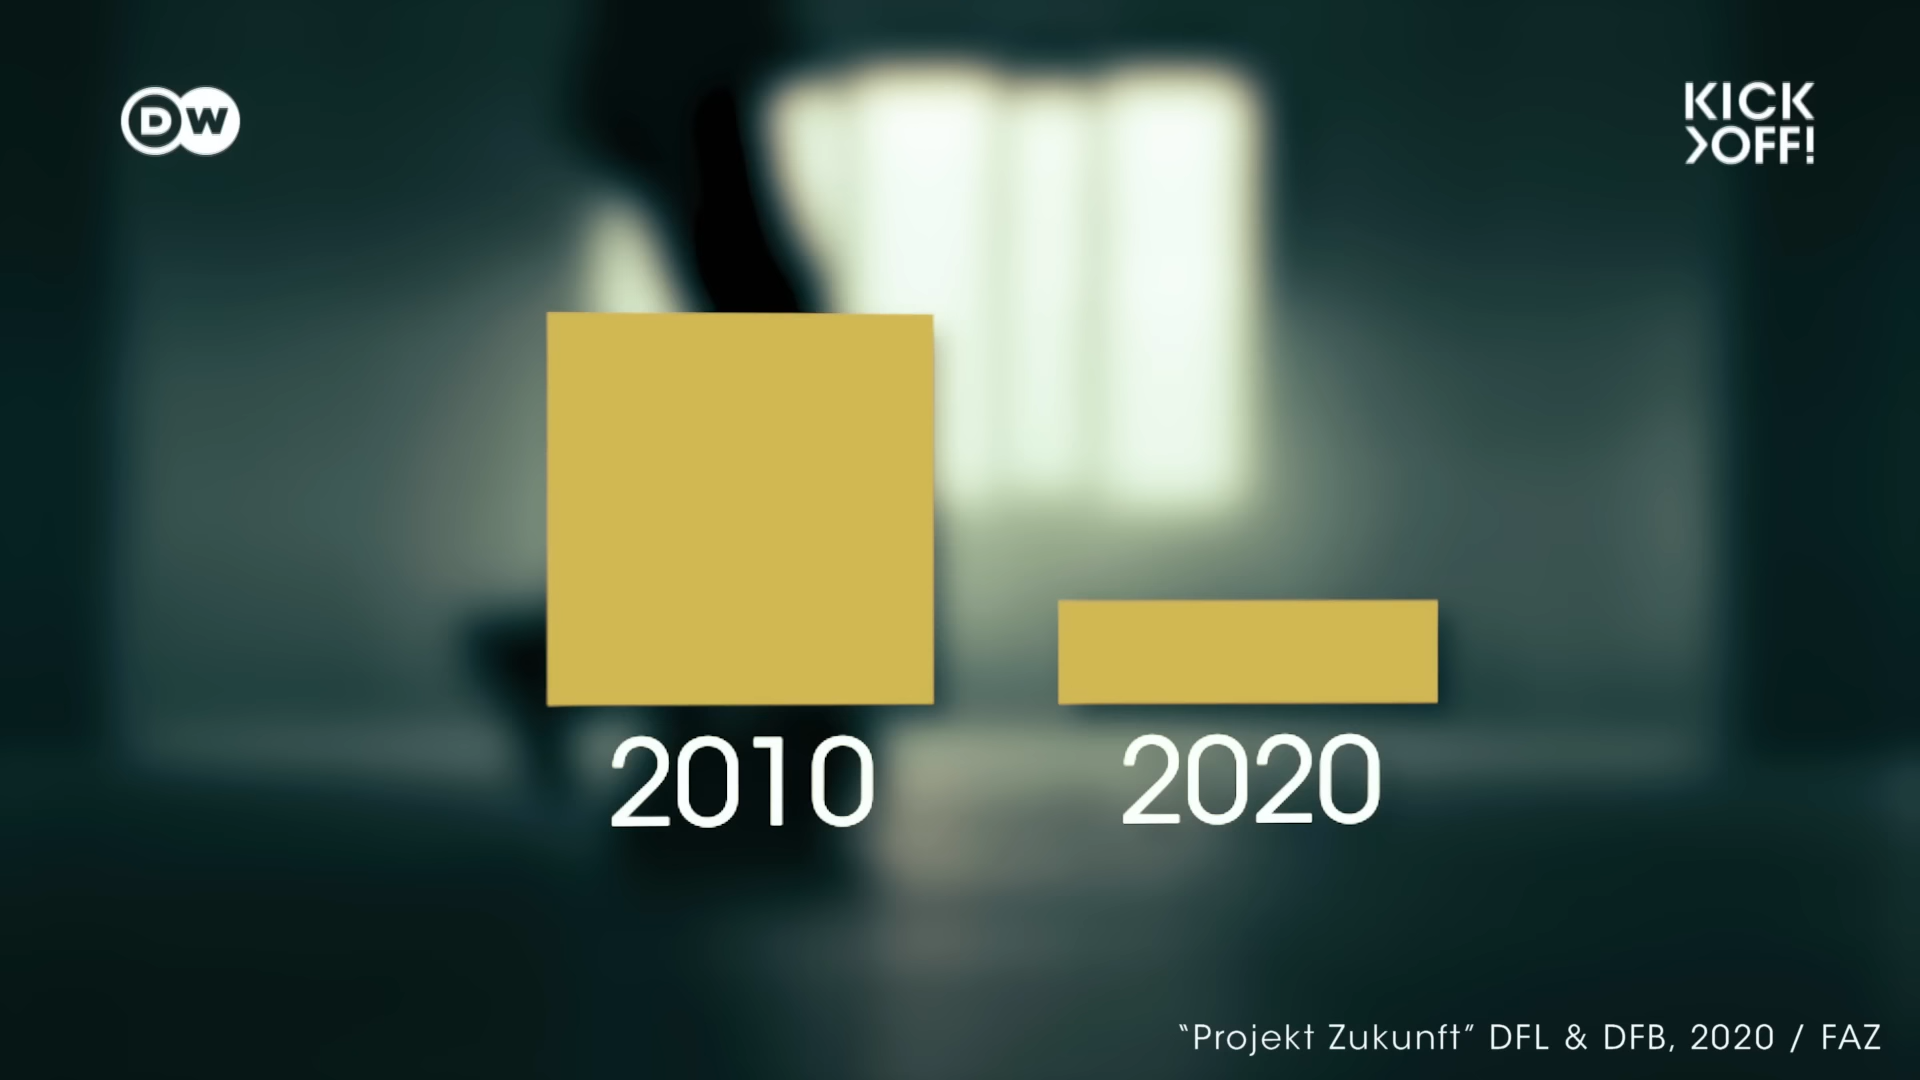 DW
KICK
>OFF!
2010
2020
“Projekt Zukunft” DFL & DFB, 2020 / FAZ